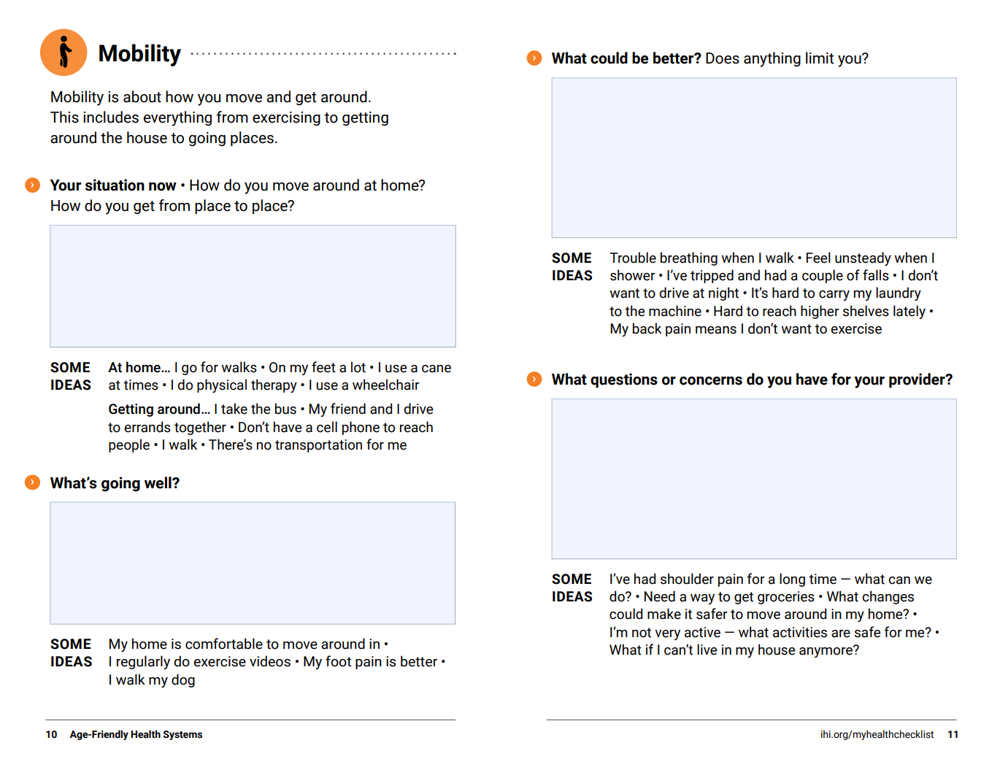 Mobility
Mobility is about how you move and get around.
This includes everything from exercising to getting
around the house to going places.
Your situation now • How do you move around at home?
How do you get from place to place?
SOME IDEAS
At home... I go for walks • On my feet a lot • I use a cane
at times • I do physical therapy • I use a wheelchair
Getting around... I take the bus • My friend and I drive
to errands together • Don’t have a cell phone to reach
people • I walk • There’s no transportation for me
What’s going well?
SOME IDEAS
My home is comfortable to move around in •
I regularly do exercise videos • My foot pain is better •
I walk my dog
10 Age-Friendly Health Systems
What could be better? Does anything limit you?
SOME IDEAS
Trouble breathing when I walk • Feel unsteady when I
shower • I’ve tripped and had a couple of falls • I don’t
want to drive at night • It’s hard to carry my laundry
to the machine • Hard to reach higher shelves lately •
My back pain means I don’t want to exercise
What questions or concerns do you have for your provider?
SOME IDEAS
I’ve had shoulder pain for a long time — what can we
do? • Need a way to get groceries • What changes
could make it safer to move around in my home? •
I’m not very active — what activities are safe for me? •
What if I can’t live in my house anymore?
ihi.org/myhealthchecklist 11